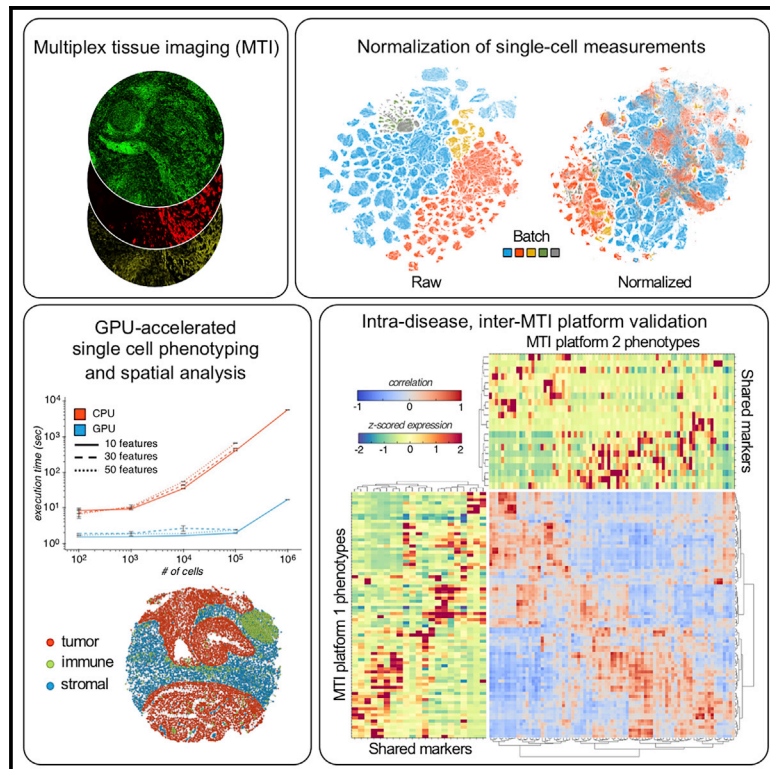 Multiplex tissue imaging (MTI)
Normalization of single-cell measurements
Batch
Raw
Normalized
GPU-accelerated
single cell phenotyping
and spatial analysis
execution time (sec)
10⁴
10³
10²
10¹
10⁰
CPU
GPU
10 features
30 features
50 features
10² 10³ 10⁴ 10⁵ 10⁶
# of cells
tumor
immune
stromal
Intra-disease, inter-MTI platform validation
MTI platform 2 phenotypes
correlation
-1 0 1
z-scored expression
-2 -1 0 1 2
Shared markers
MTI platform 1 phenotypes
Shared markers